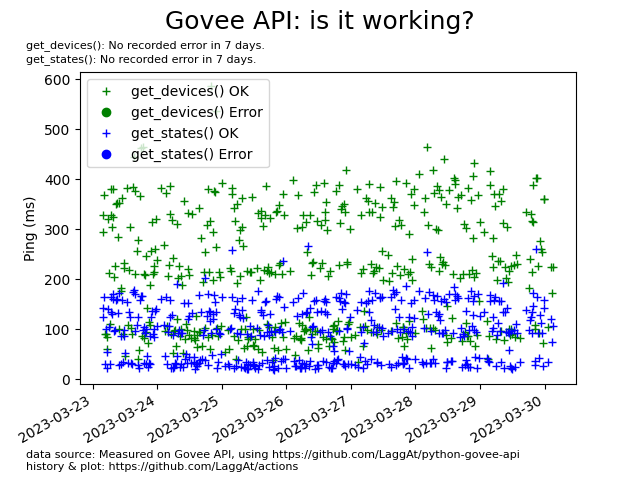 Govee API: is it working?
get_devices(): No recorded error in 7 days.
get_states(): No recorded error in 7 days.
get_devices() OK
get_devices() Error
get_states() OK
get_states() Error
600
500
400
300
200
100
0
Ping (ms)
2023-03-23
2023-03-24
2023-03-25
2023-03-26
2023-03-27
2023-03-28
2023-03-29
2023-03-30
data source: Measured on Govee API, using https://github.com/LaggAt/python-govee-api
history & plot: https://github.com/LaggAt/actions